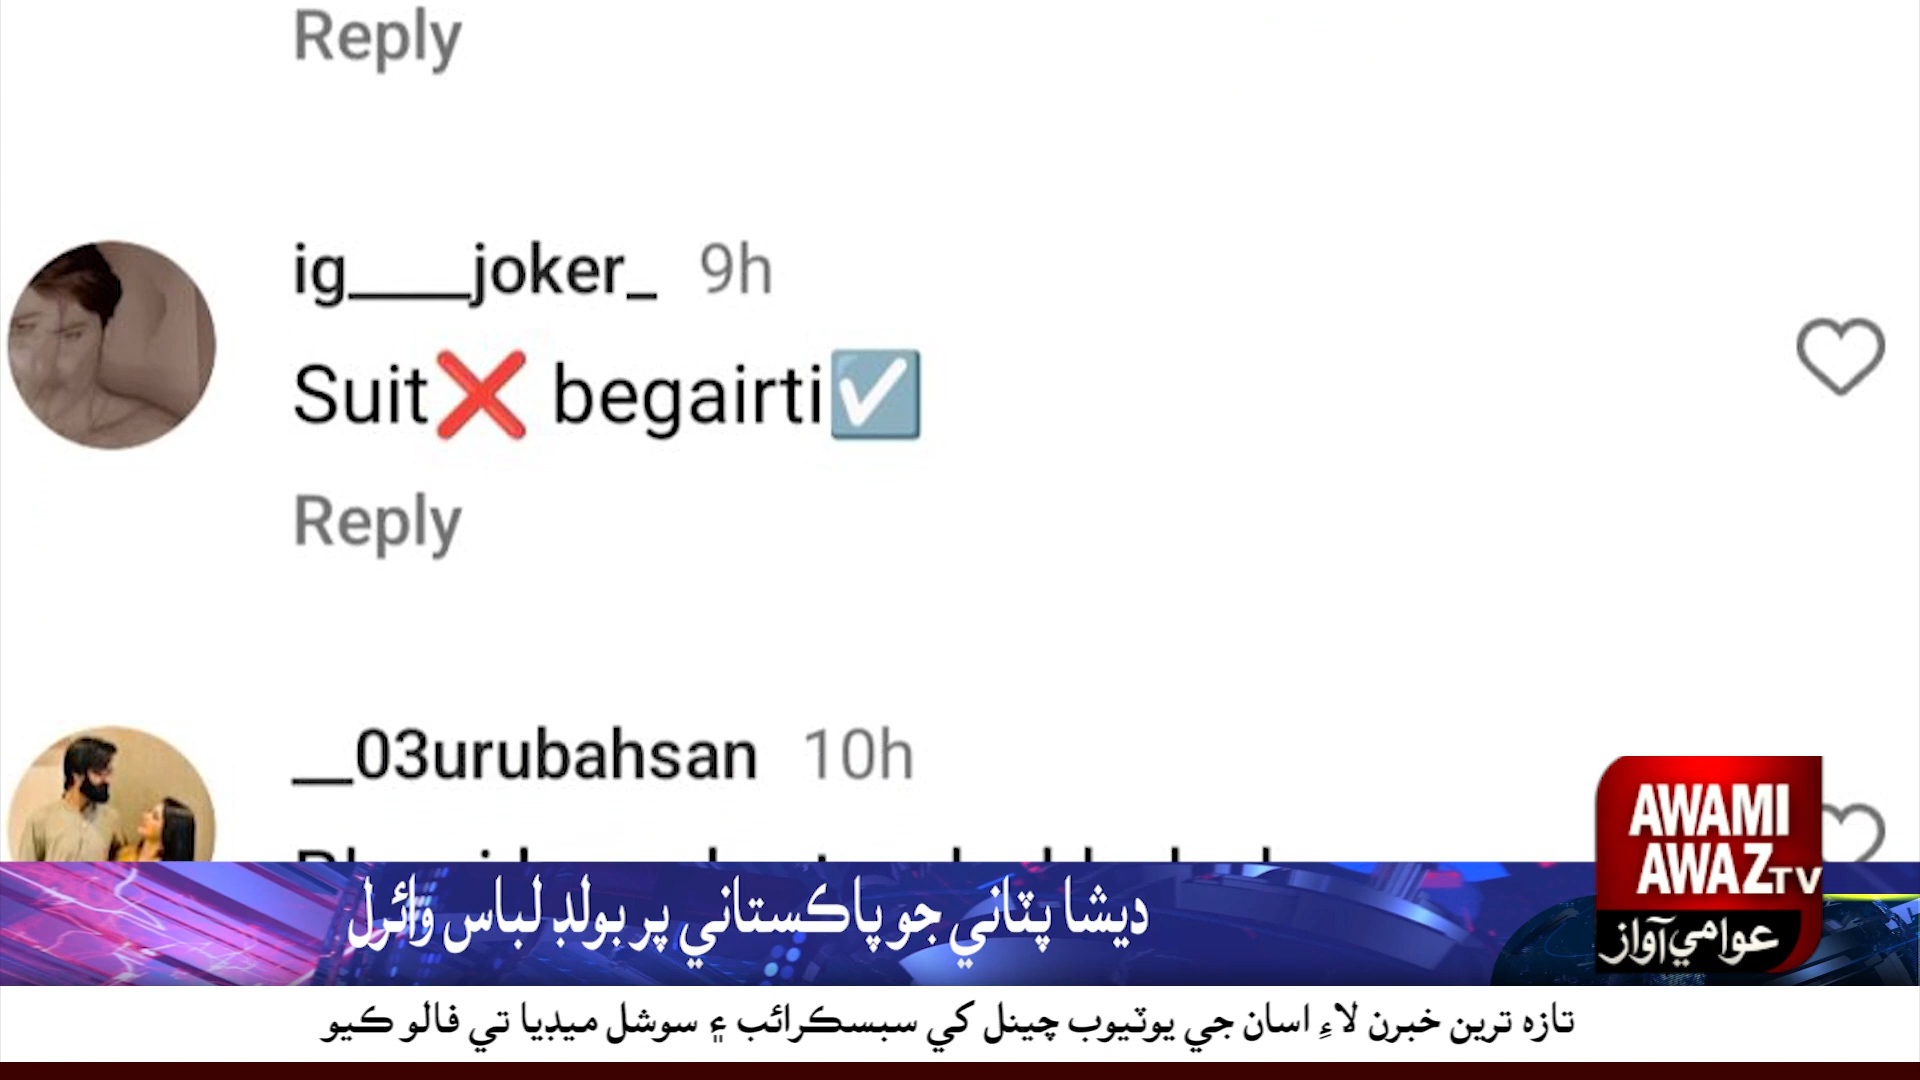 Reply
ig____joker_ 9h
Suit❌ begairti☑️
Reply
__03urubahsan 10h
AWAMI
AWAZTV
عوامي آواز
ديشا پٽاني جو پاڪستاني پر بولڊ لباس وائرل
تازه ترين خبرن لاءِ اسان جي يوٽيوب چينل کي سبسڪرائب ۽ سوشل ميڊيا تي فالو ڪيو